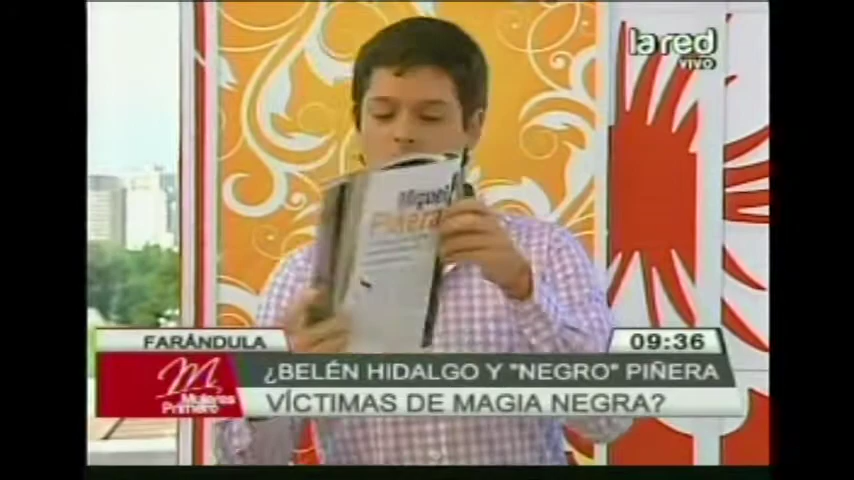 la red
VIVO
Miguel
Piñera
FARÁNDULA
09:36
¿BELÉN HIDALGO Y "NEGRO" PIÑERA
VÍCTIMAS DE MAGIA NEGRA?
M
Mujeres
Primero